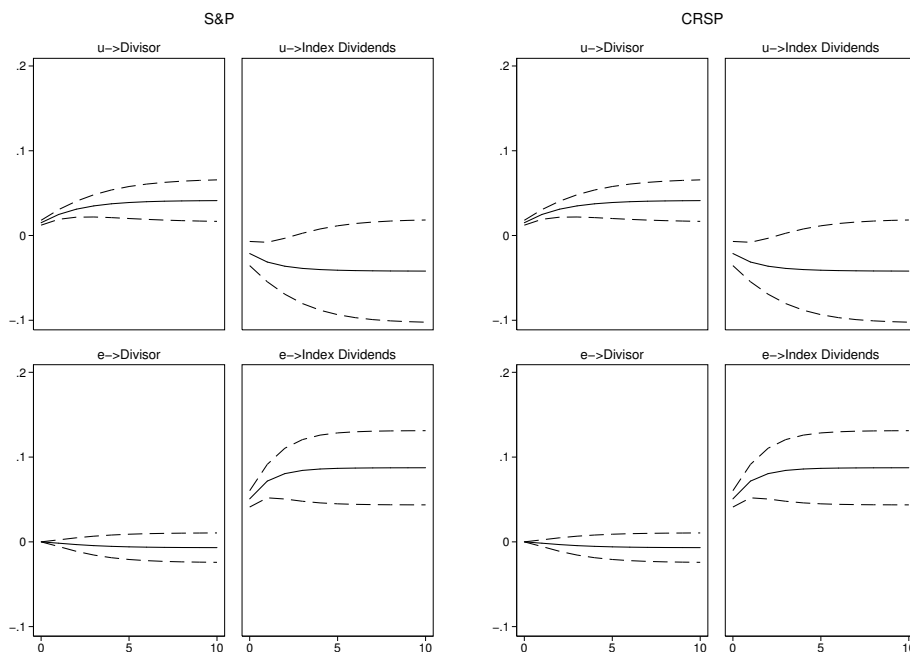 S&P
CRSP
u->Divisor
u->Index Dividends
u->Divisor
u->Index Dividends
.2
.1
0
-.1
.2
.1
0
-.1
e->Divisor
e->Index Dividends
e->Divisor
e->Index Dividends
.2
.1
0
-.1
.2
.1
0
-.1
0 5 10
0 5 10
0 5 10
0 5 10